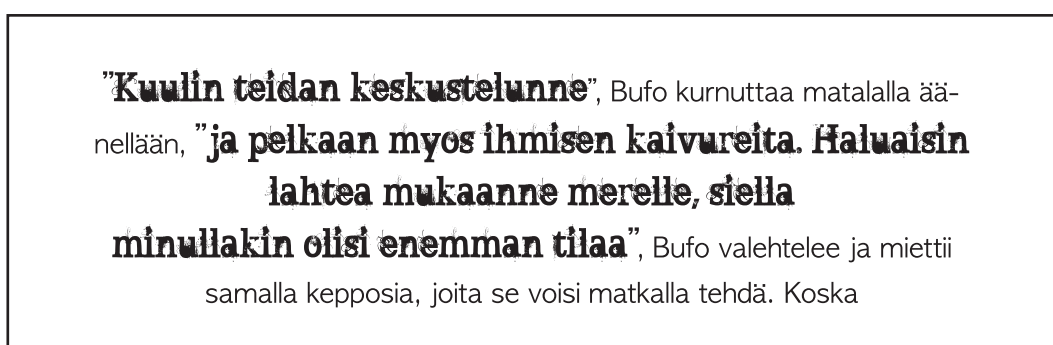 ”Kuulin teidan keskustelunne”, Bufo kurnuttaa matalalla ää-
nellään, ”ja pelkaan myos ihmisen kaivureita. Haluaisin
lahtea mukaanne merelle, siella
minullakin olisi enemman tilaa”, Bufo valehtelee ja miettii
samalla kepposia, joita se voisi matkalla tehdä. Koska